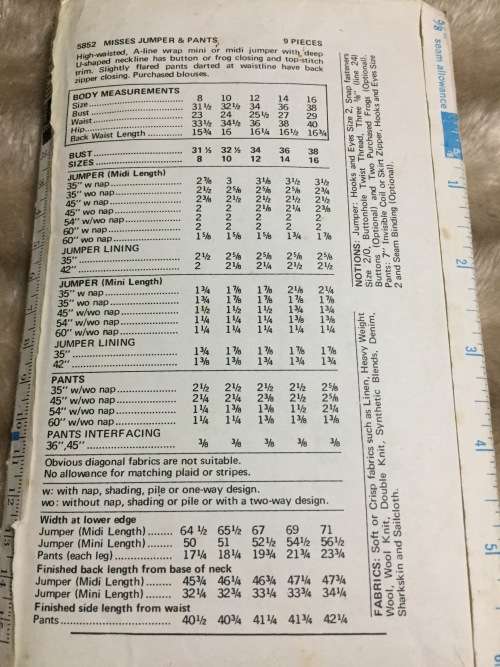 5852 MISSES JUMPER & PANTS 9 PIECES
High-waisted, A-line wrap mini or midi jumper with deep
U-shaped neckline has button or frog closing and top-stitch
trim. Slightly flared pants darted at waistline have back
zipper closing. Purchased blouses.
BODY MEASUREMENTS
Size 8 10 12 14 16
Bust 31½ 32½ 34 36 38
Waist 23 24 25½ 27 29
Hip 33½ 34½ 36 38 40
Back Waist Length 15¾ 16 16¼ 16½ 16¾
BUST 31½ 32½ 34 36 38
SIZES 8 10 12 14 16
JUMPER (Midi Length)
35" w nap 2⅞ 3 3⅛ 3½ 3½
35" wo nap 2½ 2⅝ 2⅝ 2⅝ 2¾
45" w nap 2⅜ 2½ 2½ 2½ 2½
45" wo nap 2 2 2⅛ 2¼ 2⅜
54" w/wo nap 2 2 2 2 2
60" w nap 2 2 2 2 2
60" wo nap 1⅝ 1⅝ 1⅝ 1¾ 1⅞
JUMPER LINING
35" 2½ 2⅝ 2⅝ 2⅝ 2⅝
42" 2 2⅛ 2¼ 2½ 2½
JUMPER (Mini Length)
35" w nap 1¾ 1⅞ 1⅞ 2⅛ 2¼
35" wo nap 1¾ 1⅞ 1⅞ 1⅞ 1⅞
45" w/wo nap 1½ 1½ 1½ 1¾ 1¾
54" w/wo nap 1¼ 1¼ 1¼ 1⅜ 1⅜
60" w/wo nap 1¼ 1¼ 1¼ 1¼ 1¼
JUMPER LINING
35" 1¾ 1⅞ 1⅞ 1⅞ 1⅞
42" 1⅜ 1⅜ 1¾ 1¾ 1¾
PANTS
35" w/wo nap 2½ 2½ 2½ 2½ 2⅝
45" w/wo nap 2¼ 2¼ 2⅜ 2½ 2⅝
54" w/wo nap 1¼ 1⅜ 1⅜ 1½ 2¼
60" w/wo nap 1¼ 1¼ 1⅜ 1⅜ 1⅜
PANTS INTERFACING
36",45" ⅜ ⅜ ⅜ ⅜ ⅜
Obvious diagonal fabrics are not suitable.
No allowance for matching plaid or stripes.
w: with nap, shading, pile or one-way design.
wo: without nap, shading or pile or with a two-way design.
Width at lower edge
Jumper (Midi Length) 64½ 65½ 67 69 71
Jumper (Mini Length) 50 51 52½ 54½ 56½
Pants (each leg) 17¼ 18¼ 19¾ 21¾ 23¾
Finished back length from base of neck
Jumper (Midi Length) 45¾ 46¼ 46¾ 47¼ 47¾
Jumper (Mini Length) 32¼ 32¾ 33¼ 33¾ 34¼
Finished side length from waist
Pants 40½ 40¾ 41¼ 41¾ 42¼
NOTIONS: Jumper: Hooks and Eyes Size 2, Snap fasteners
Size 2/0, Buttonhole Twist Thread, Three ⅝" (line 24)
Buttons (Optional) and Two Purchased Frogs (Optional).
Pants: 7" Invisible Coil or Skirt Zipper, Hooks and Eyes Size
2 and Seam Binding (Optional).
FABRICS: Soft or Crisp fabrics such as Linen, Heavy Weight
Wool, Wool Knit, Double Knit, Synthetic Blends, Denim,
Sharkskin and Sailcloth.
seam allowance
1
2
3
4
5